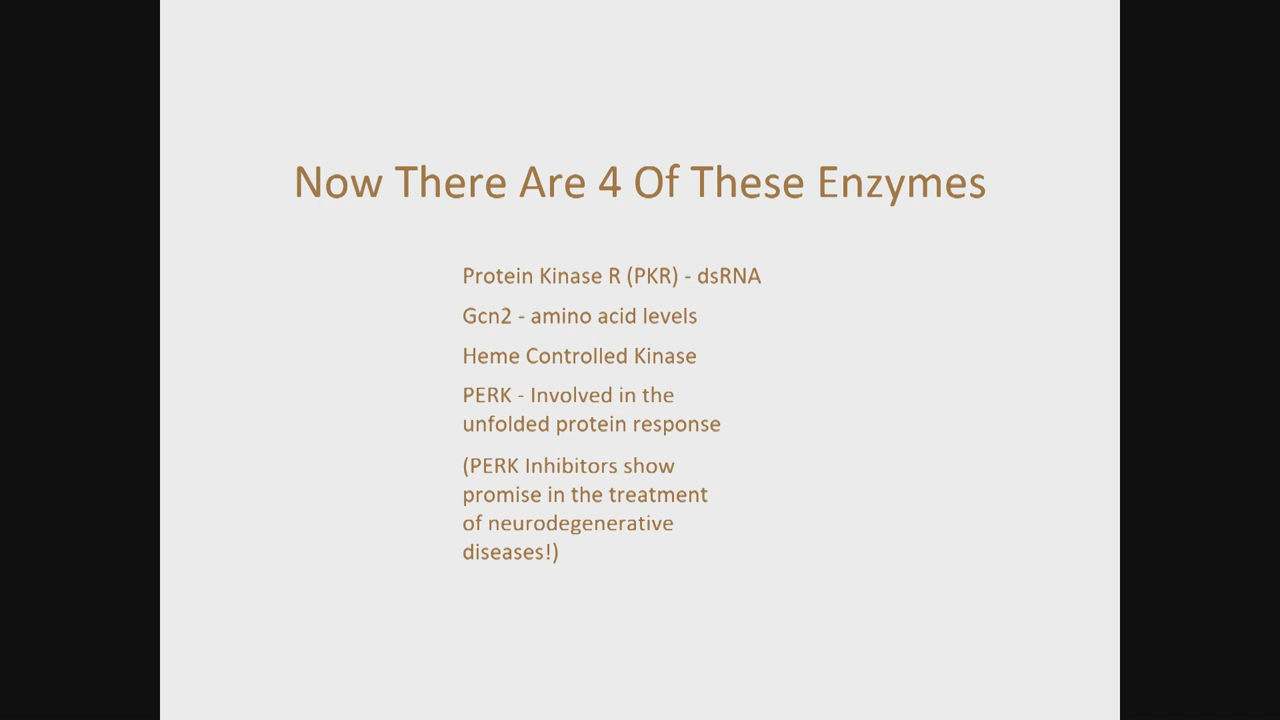 Now There Are 4 Of These Enzymes
Protein Kinase R (PKR) - dsRNA
Gcn2 - amino acid levels
Heme Controlled Kinase
PERK - Involved in the
unfolded protein response
(PERK Inhibitors show
promise in the treatment
of neurodegenerative
diseases!)